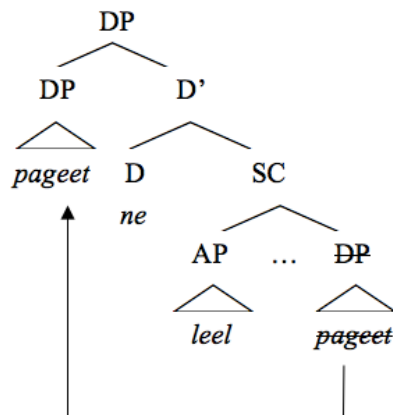 DP
DP D’
pageet D SC
ne
AP … DP
leel pageet